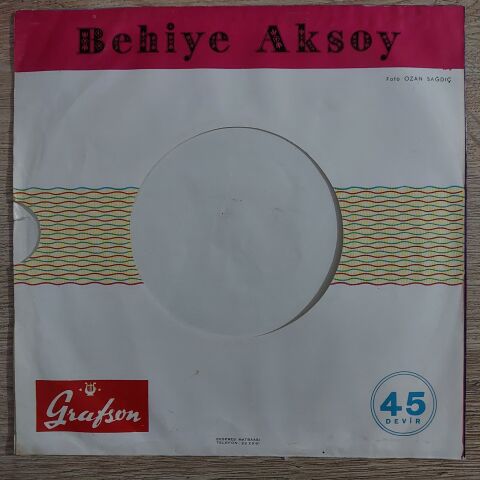 Behiye Aksoy
Foto OZAN SAĞDIÇ
Grafson
45
DEVİR